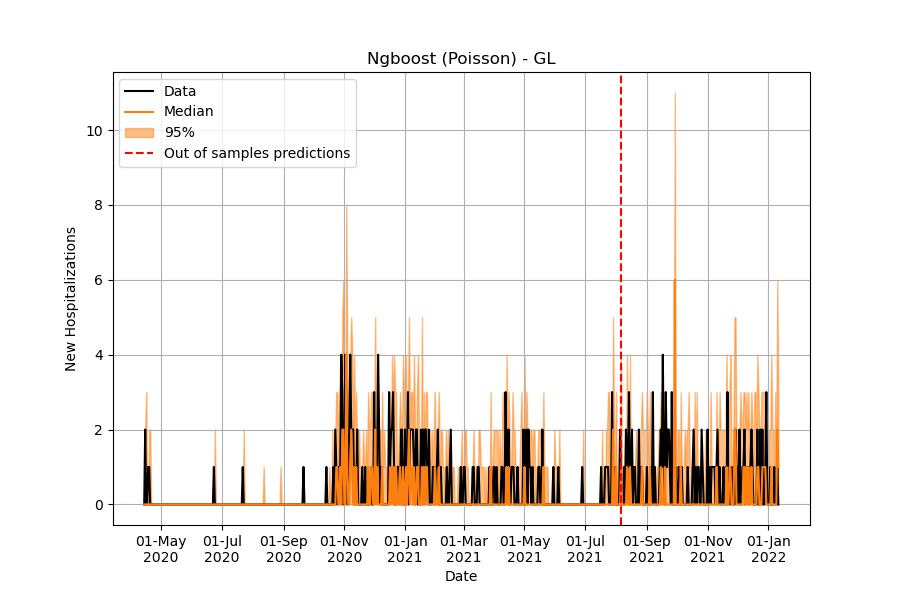 Ngboost (Poisson) - GL
Data
Median
95%
Out of samples predictions
New Hospitalizations
10
8
6
4
2
0
01-May 01-Jul 01-Sep 01-Nov 01-Jan 01-Mar 01-May 01-Jul 01-Sep 01-Nov 01-Jan
2020 2020 2020 2020 2021 2021 2021 2021 2021 2021 2022
Date